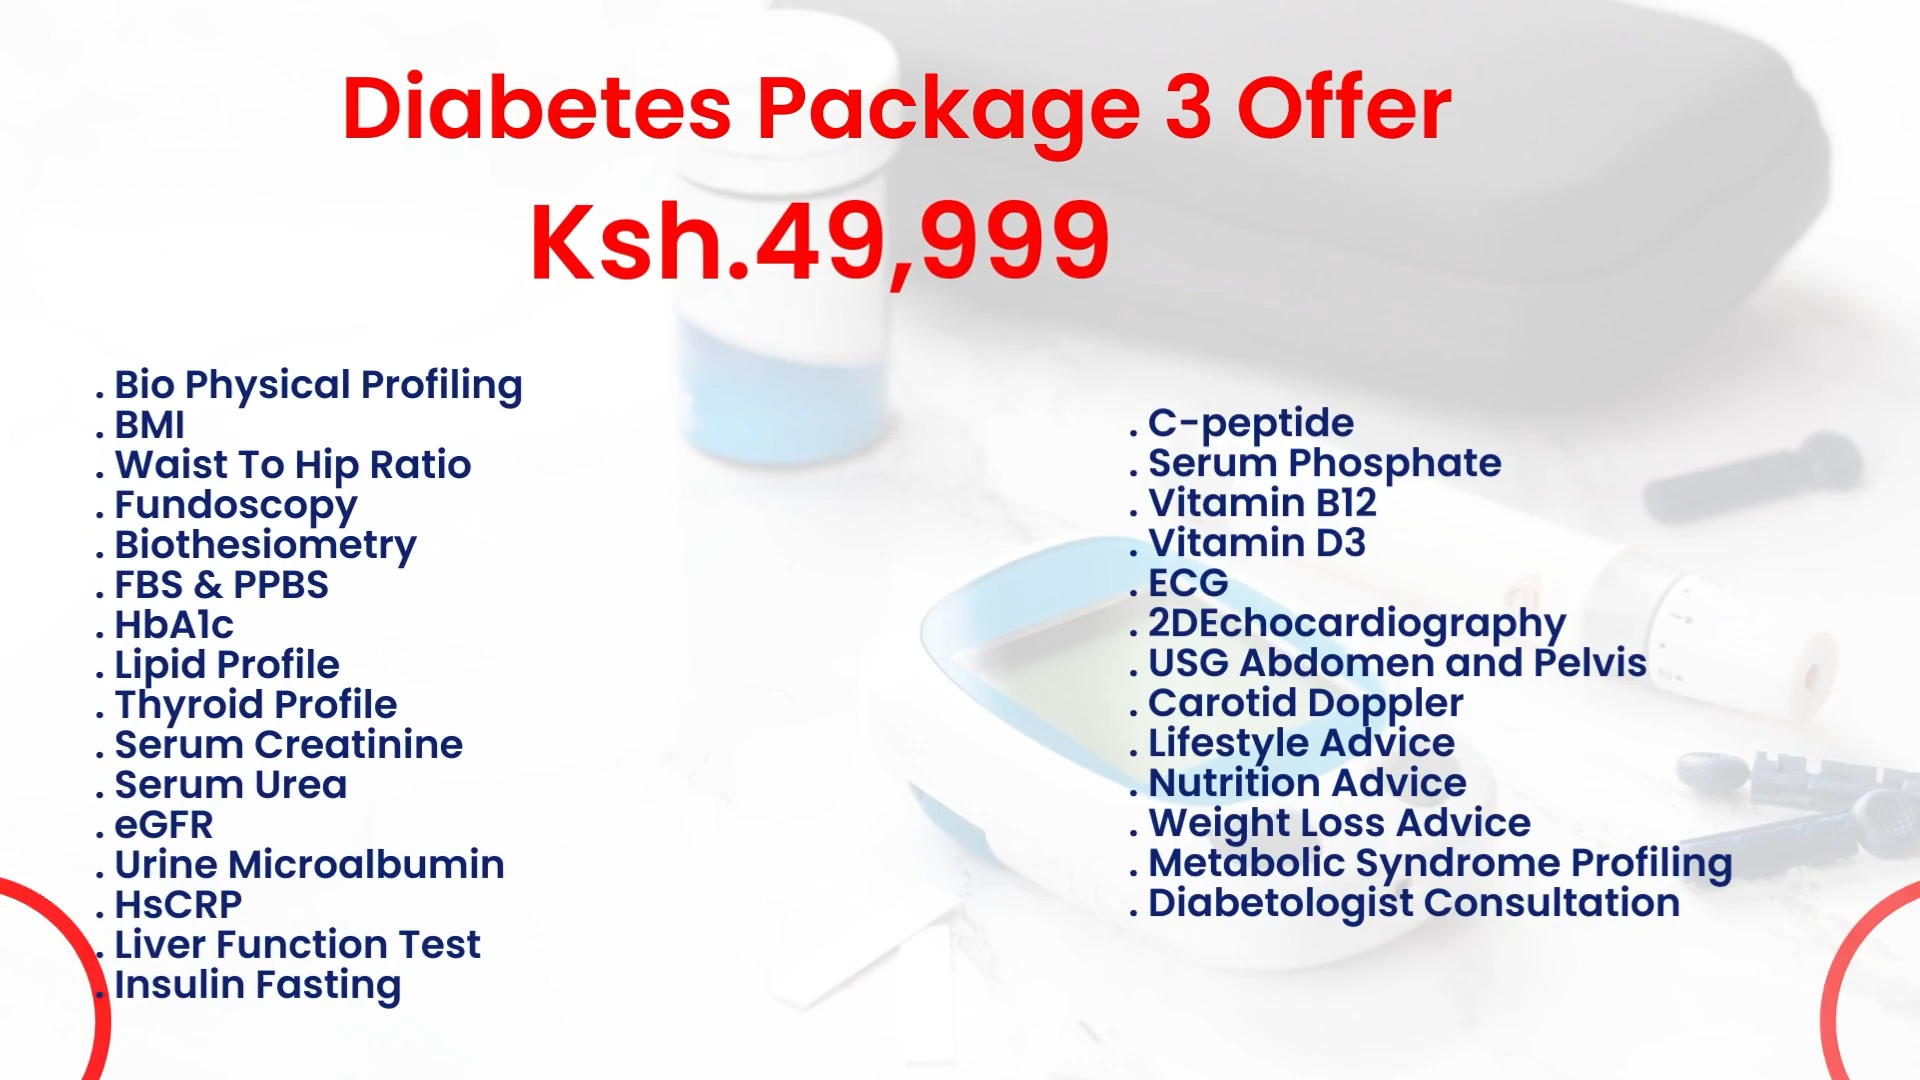 Diabetes Package 3 Offer
Ksh.49,999
. Bio Physical Profiling
. BMI
. Waist To Hip Ratio
. Fundoscopy
. Biothesiometry
. FBS & PPBS
. HbA1c
. Lipid Profile
. Thyroid Profile
. Serum Creatinine
. Serum Urea
. eGFR
. Urine Microalbumin
. HsCRP
. Liver Function Test
. Insulin Fasting
. C-peptide
. Serum Phosphate
. Vitamin B12
. Vitamin D3
. ECG
. 2DEchocardiography
. USG Abdomen and Pelvis
. Carotid Doppler
. Lifestyle Advice
. Nutrition Advice
. Weight Loss Advice
. Metabolic Syndrome Profiling
. Diabetologist Consultation